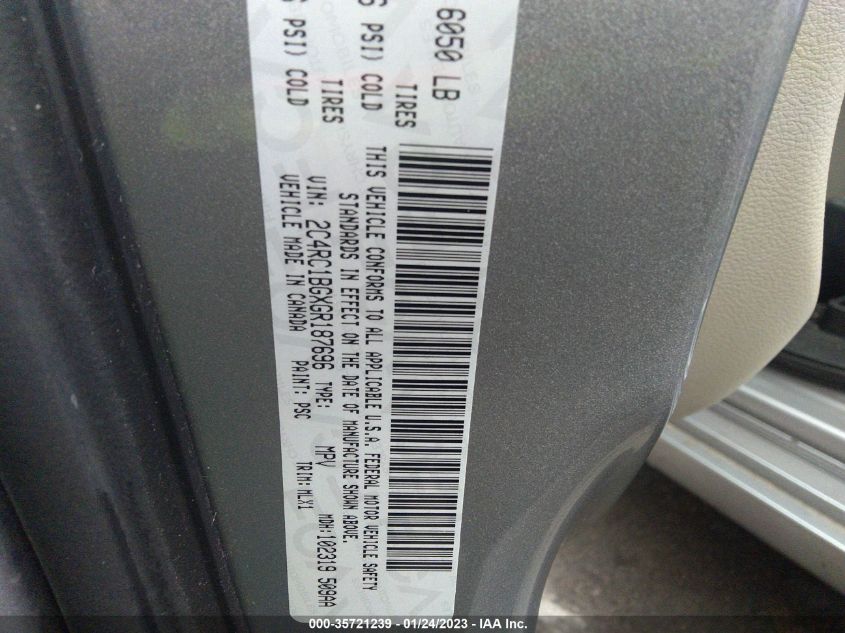 6050 LB
TIRES
PSI) COLD
TIRES
PSI) COLD
THIS VEHICLE CONFORMS TO ALL APPLICABLE U.S.A. FEDERAL MOTOR VEHICLE SAFETY
STANDARDS IN EFFECT ON THE DATE OF MANUFACTURE SHOWN ABOVE.
VIN: 2C4RC1BGXGR187696 TYPE: MPV MDH:102319 509AA
VEHICLE MADE IN CANADA PAINT: PSC TRIM:MLX1
000-35721239 - 01/24/2023 - IAA Inc.